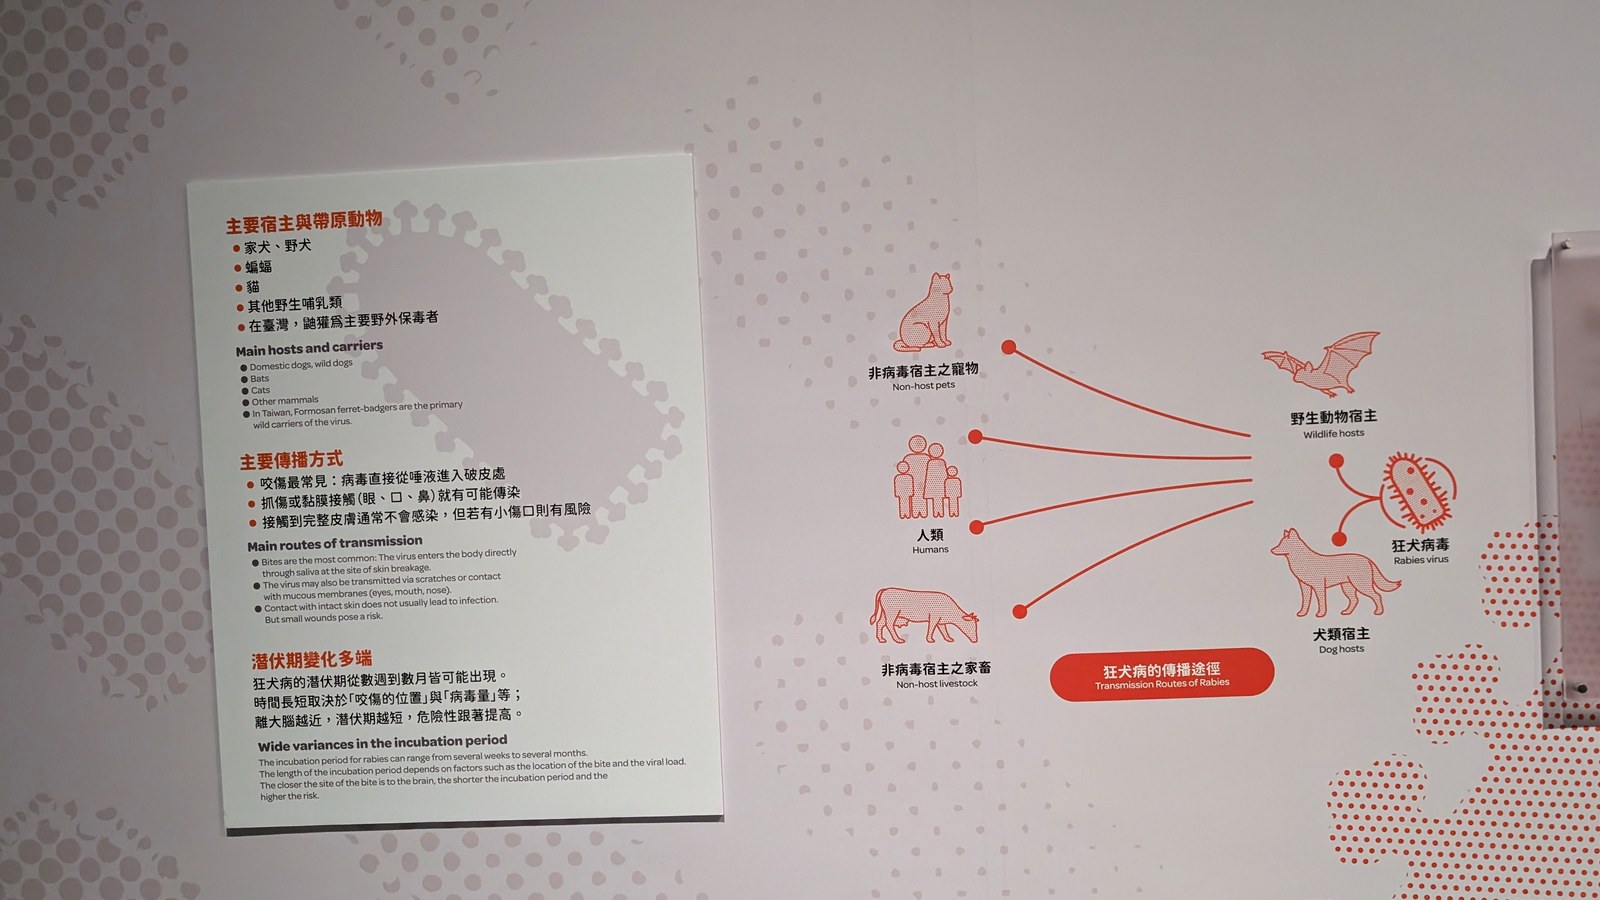 主要宿主與帶原動物
● 家犬、野犬
● 蝙蝠
● 貓
● 其他野生哺乳類
● 在臺灣，鼬獾爲主要野外保毒者
Main hosts and carriers
● Domestic dogs, wild dogs
● Bats
● Cats
● Other mammals
● In Taiwan, Formosan ferret-badgers are the primary
wild carriers of the virus.
主要傳播方式
● 咬傷最常見：病毒直接從唾液進入破皮處
● 抓傷或黏膜接觸（眼、口、鼻）就有可能傳染
● 接觸到完整皮膚通常不會感染，但若有小傷口則有風險
Main routes of transmission
● Bites are the most common: The virus enters the body directly
through saliva at the site of skin breakage.
● The virus may also be transmitted via scratches or contact
with mucous membranes (eyes, mouth, nose).
● Contact with intact skin does not usually lead to infection.
But small wounds pose a risk.
潛伏期變化多端
狂犬病的潛伏期從數週到數月皆可能出現。
時間長短取決於「咬傷的位置」與「病毒量」等；
離大腦越近，潛伏期越短，危險性跟著提高。
Wide variances in the incubation period
The incubation period for rabies can range from several weeks to several months.
The length of the incubation period depends on factors such as the location of the bite and the viral load.
The closer the site of the bite is to the brain, the shorter the incubation period and the
higher the risk.
非病毒宿主之寵物
Non-host pets
人類
Humans
非病毒宿主之家畜
Non-host livestock
野生動物宿主
Wildlife hosts
狂犬病毒
Rabies virus
犬類宿主
Dog hosts
狂犬病的傳播途徑
Transmission Routes of Rabies